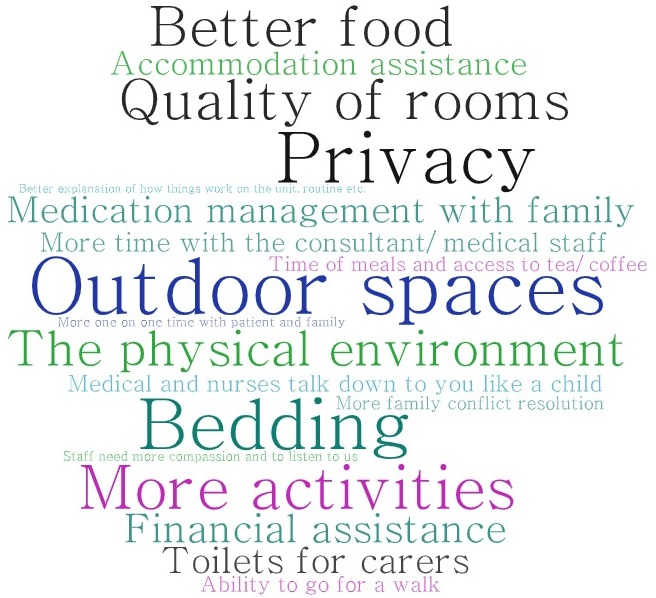 Better food
Accommodation assistance
Quality of rooms
Privacy
Better explanation of how things work on the unit, routine etc.
Medication management with family
More time with the consultant/ medical staff
Time of meals and access to tea/ coffee
Outdoor spaces
More one on one time with patient and family
The physical environment
Medical and nurses talk down to you like a child
More family conflict resolution
Bedding
Staff need more compassion and to listen to us
More activities
Financial assistance
Toilets for carers
Ability to go for a walk